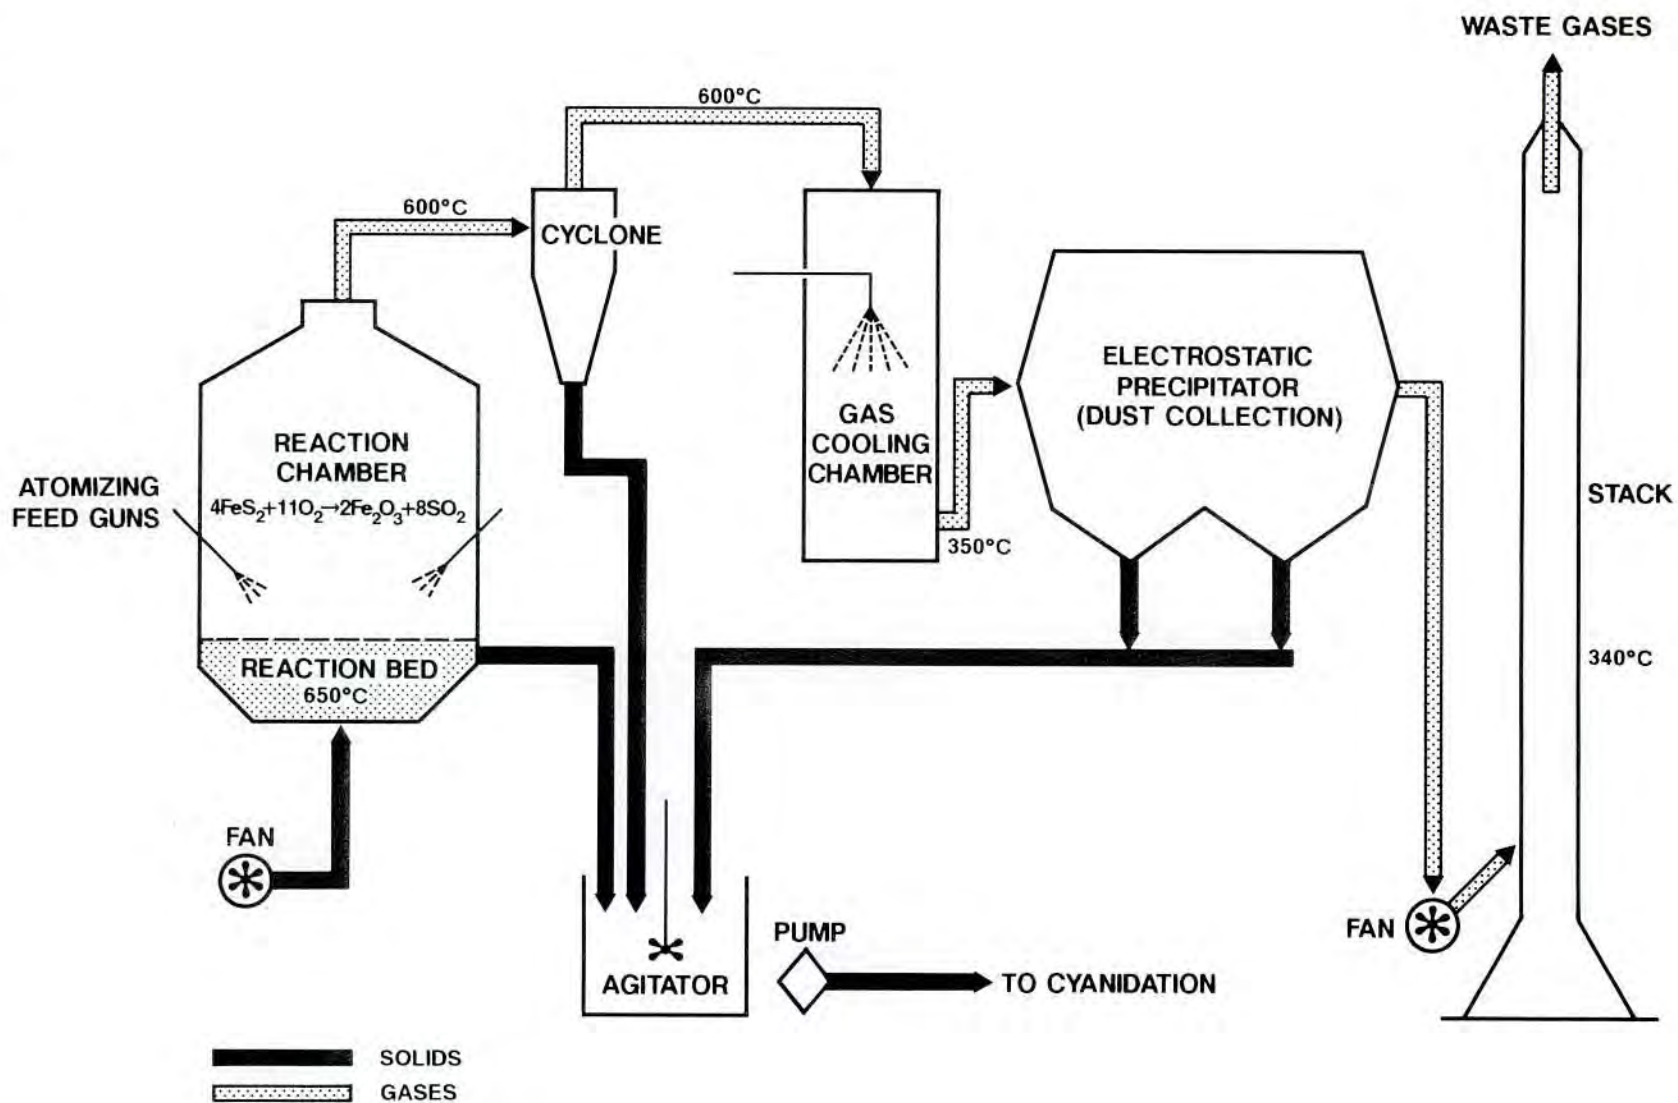 WASTE GASES
600°C
600°C
CYCLONE
REACTION
CHAMBER
4FeS₂+11O₂→2Fe₂O₃+8SO₂
ATOMIZING
FEED GUNS
GAS
COOLING
CHAMBER
350°C
ELECTROSTATIC
PRECIPITATOR
(DUST COLLECTION)
STACK
340°C
REACTION BED
650°C
FAN
FAN
AGITATOR
PUMP
TO CYANIDATION
SOLIDS
GASES